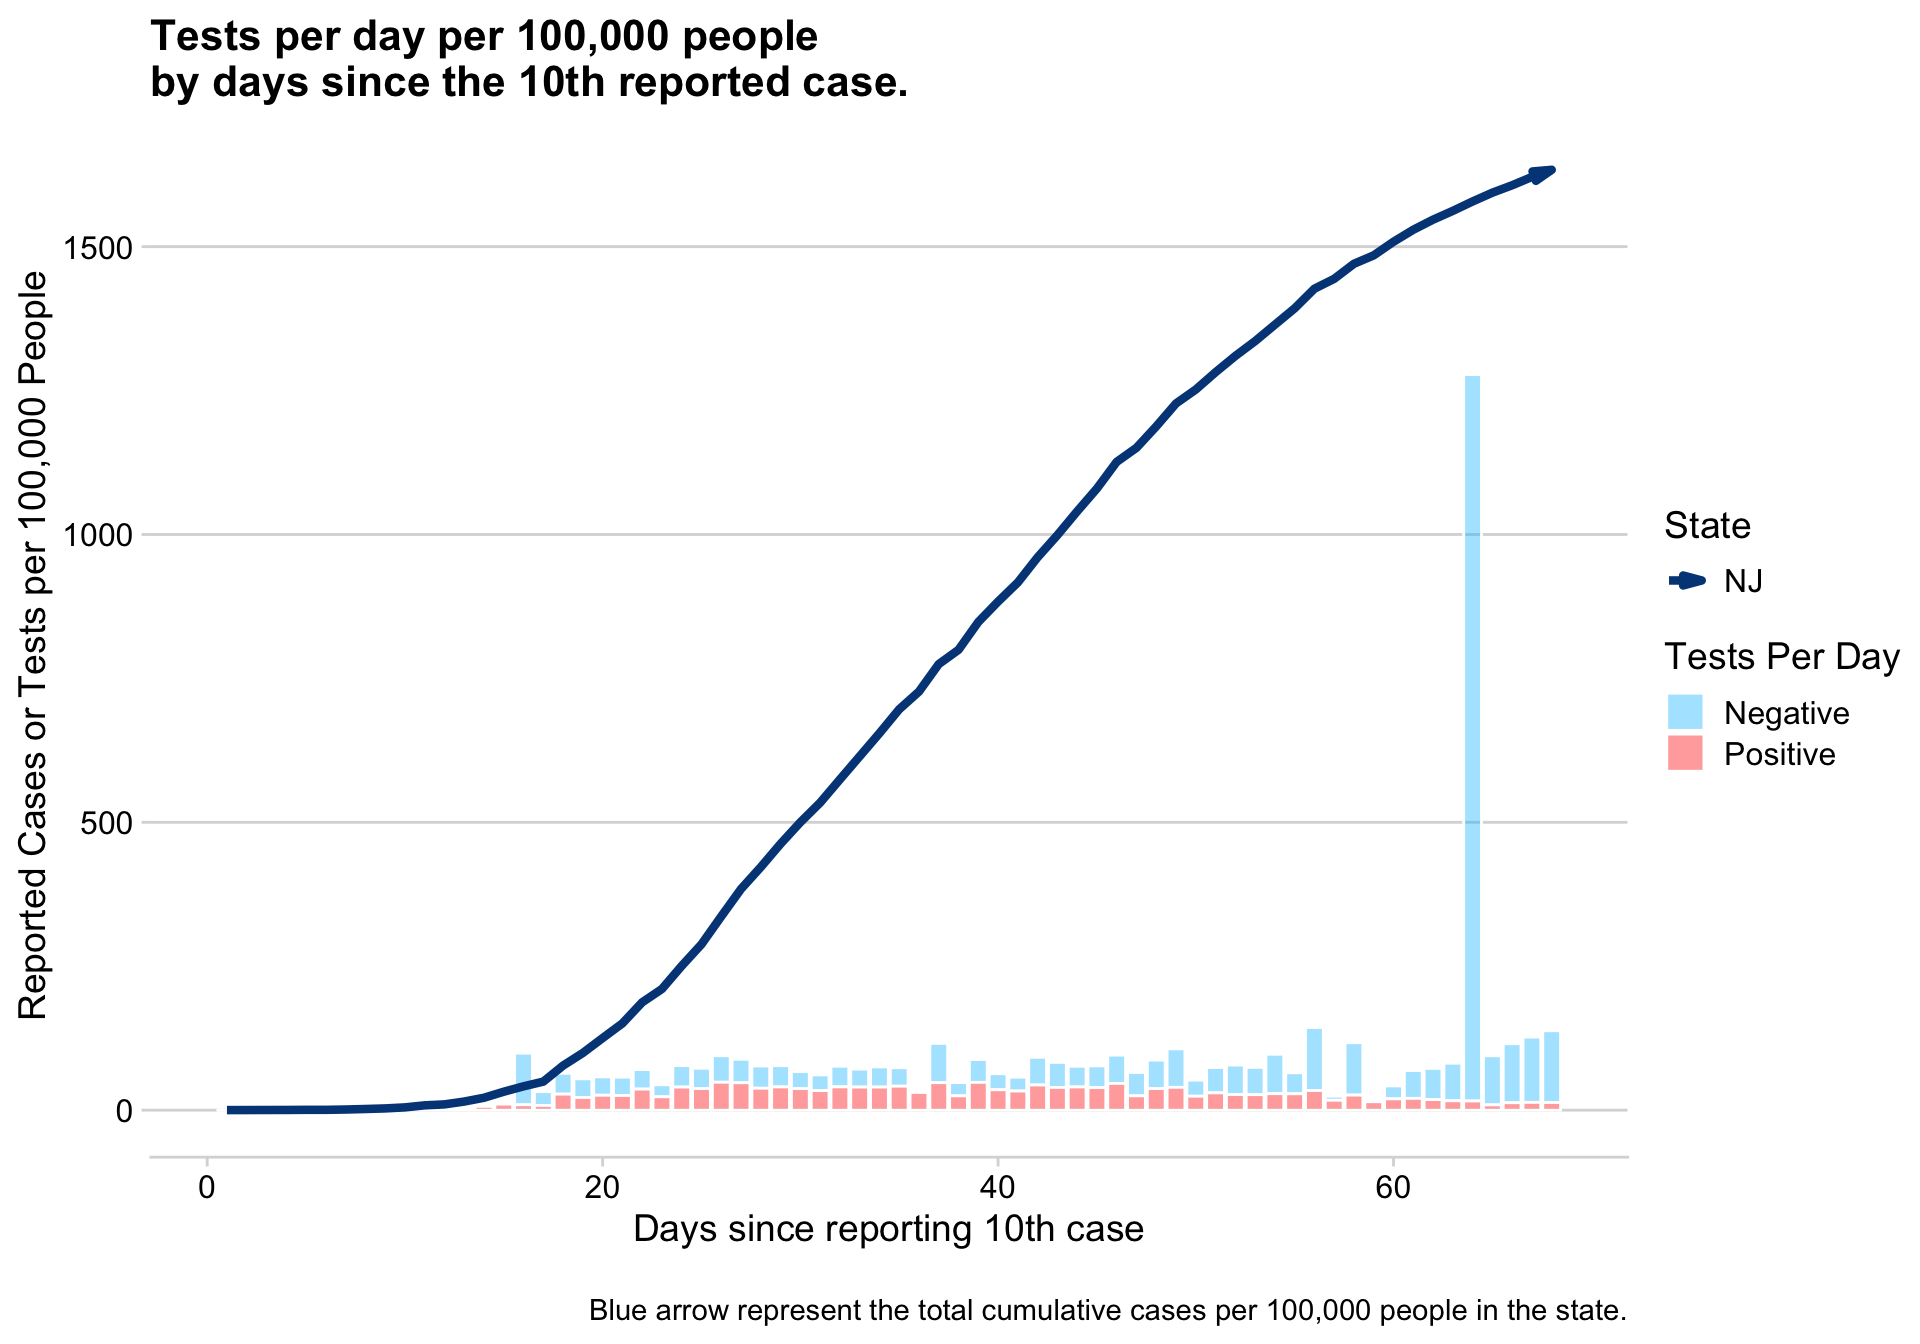 Tests per day per 100,000 people
by days since the 10th reported case.
Reported Cases or Tests per 100,000 People
1500
1000
500
0
0
20
40
60
Days since reporting 10th case
State
NJ
Tests Per Day
Negative
Positive
Blue arrow represent the total cumulative cases per 100,000 people in the state.